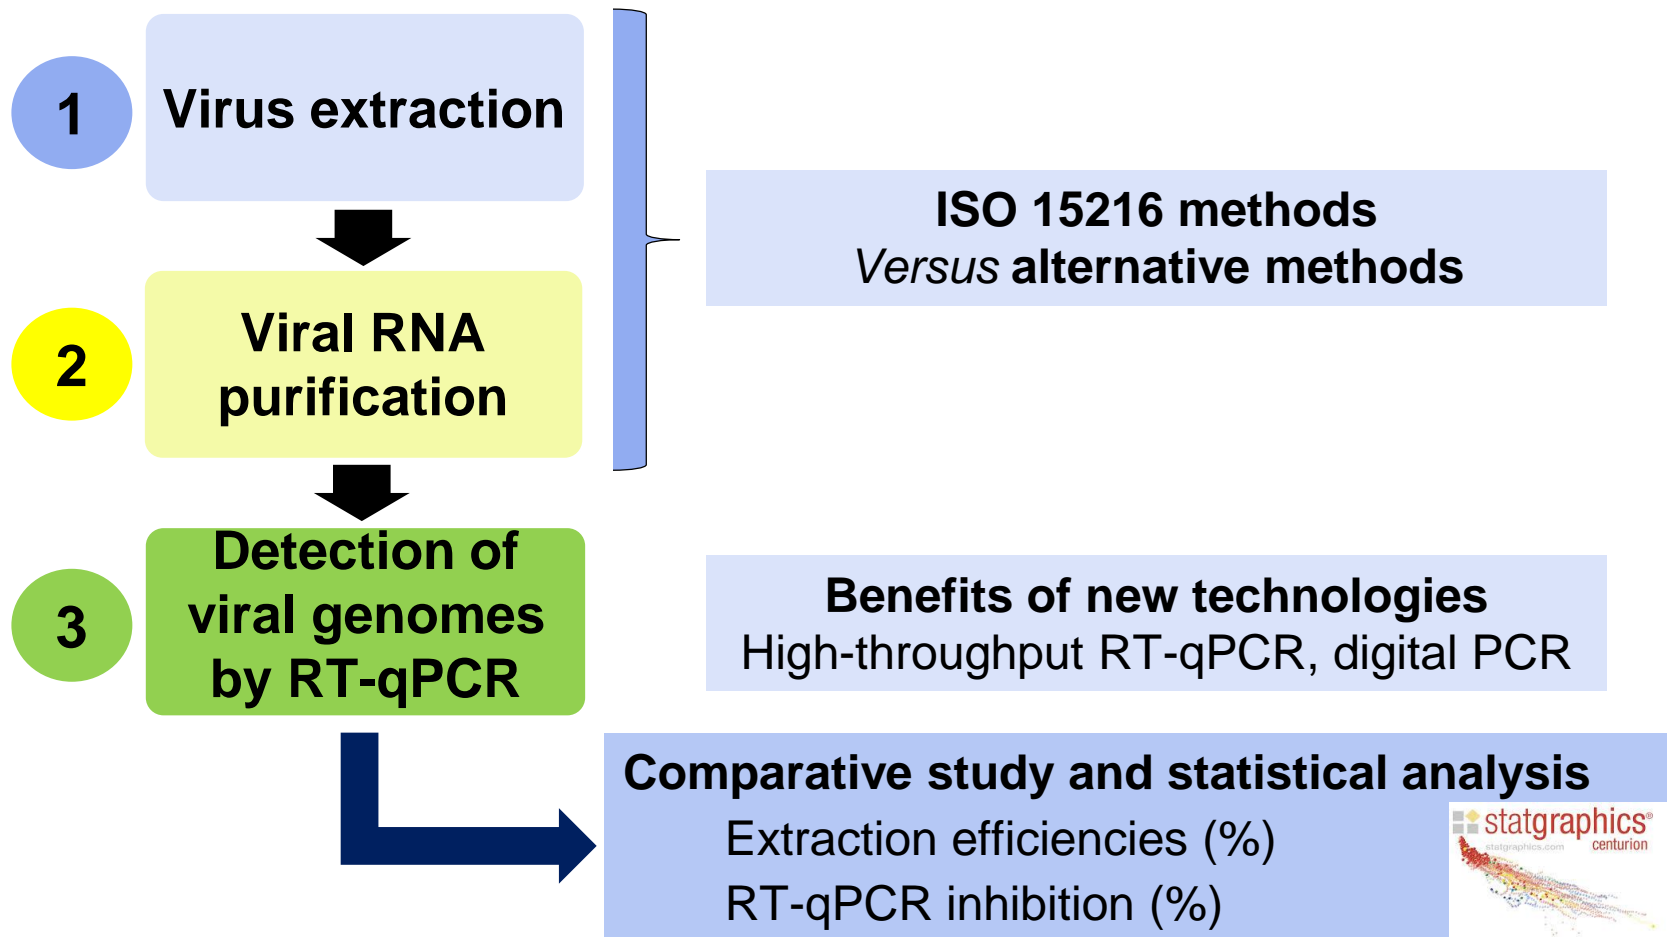 1
Virus extraction
2
Viral RNA
purification
3
Detection of
viral genomes
by RT-qPCR
ISO 15216 methods
Versus alternative methods
Benefits of new technologies
High-throughput RT-qPCR, digital PCR
Comparative study and statistical analysis
Extraction efficiencies (%)
RT-qPCR inhibition (%)
statgraphics®
centurion
statgraphics.com